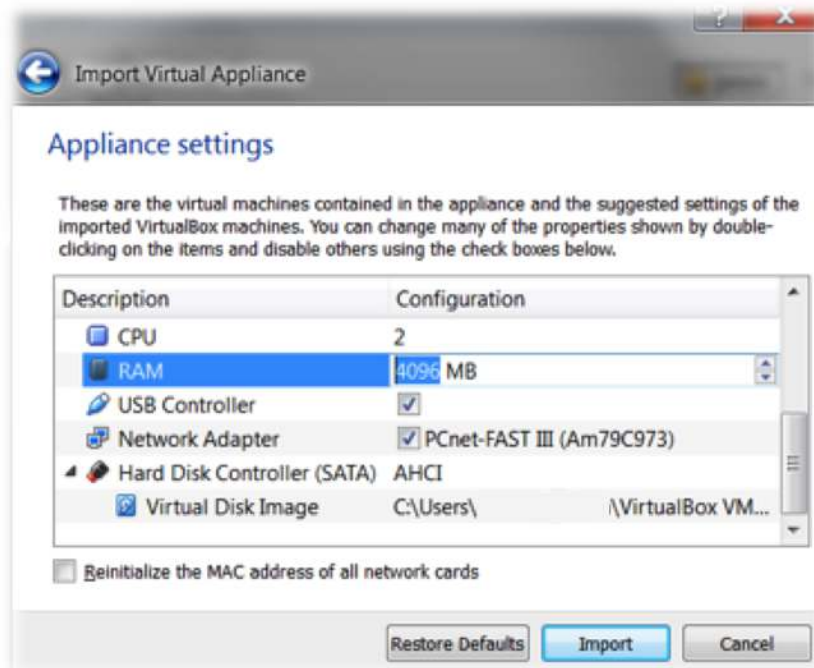 Import Virtual Appliance
Appliance settings
These are the virtual machines contained in the appliance and the suggested settings of the
imported VirtualBox machines. You can change many of the properties shown by double-
clicking on the items and disable others using the check boxes below.
Description Configuration
CPU 2
RAM 4096 MB
USB Controller
Network Adapter PCnet-FAST III (Am79C973)
Hard Disk Controller (SATA) AHCI
Virtual Disk Image C:\Users\ \VirtualBox VM...
Reinitialize the MAC address of all network cards
Restore Defaults Import Cancel